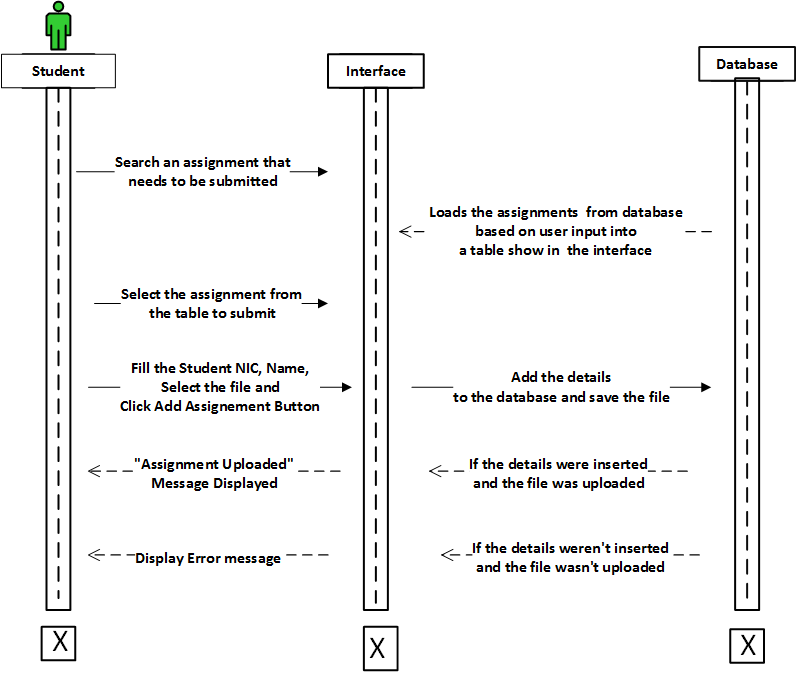 Student
Interface
Database
Search an assignment that
needs to be submitted
Loads the assignments from database
based on user input into
a table show in the interface
Select the assignment from
the table to submit
Fill the Student NIC, Name,
Select the file and
Click Add Assignement Button
Add the details
to the database and save the file
"Assignment Uploaded"
Message Displayed
If the details were inserted
and the file was uploaded
Display Error message
If the details weren't inserted
and the file wasn't uploaded
X
X
X